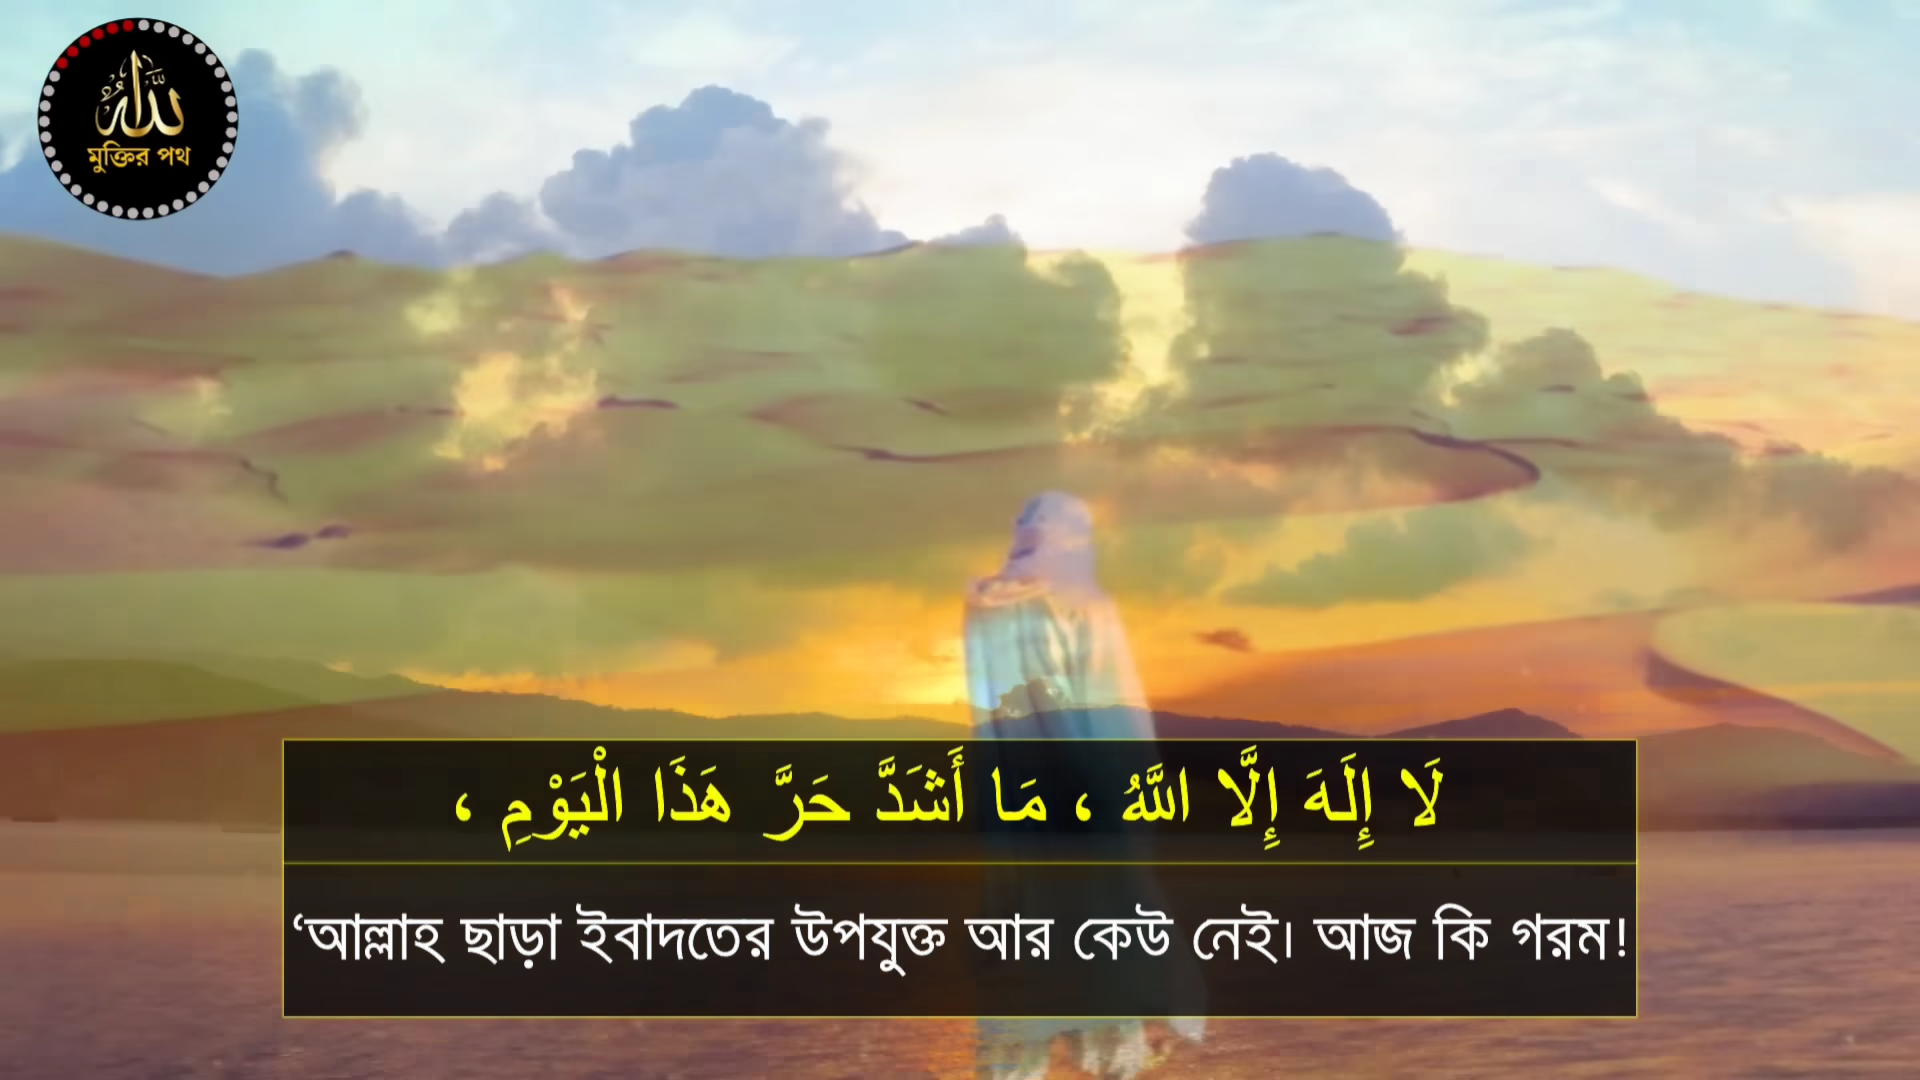 الله
মুক্তির পথ
لَا إِلَهَ إِلَّا اللَّهُ ، مَا أَشَدَّ حَرَّ هَذَا الْيَوْمِ ،
‘আল্লাহ ছাড়া ইবাদতের উপযুক্ত আর কেউ নেই। আজ কি গরম!